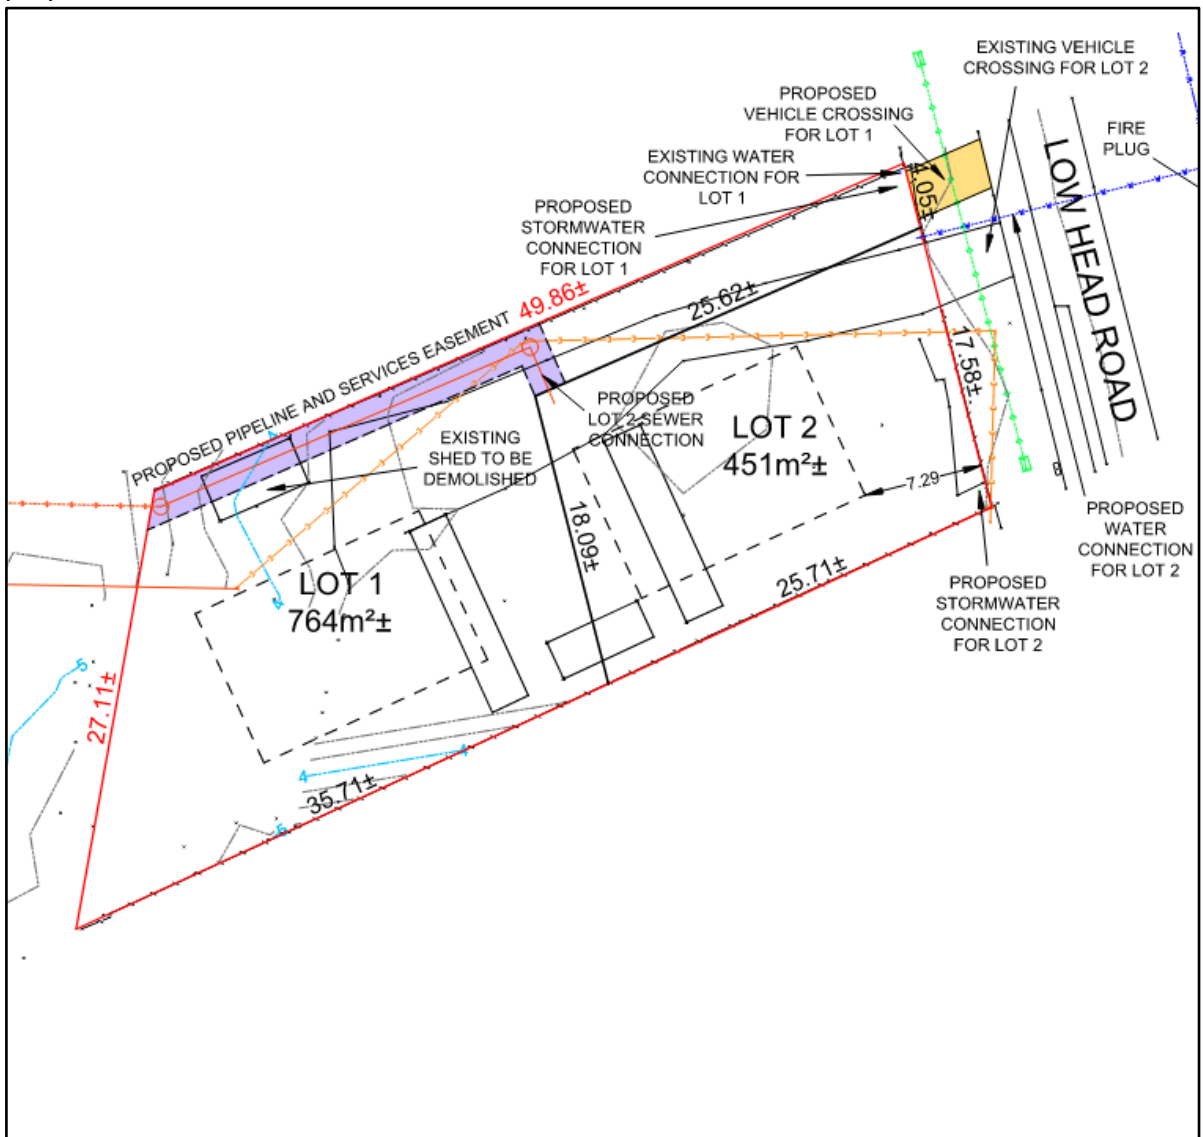 EXISTING VEHICLE
CROSSING FOR LOT 2
PROPOSED
VEHICLE CROSSING
FOR LOT 1
FIRE
PLUG
EXISTING WATER
CONNECTION FOR
LOT 1
PROPOSED
STORMWATER
CONNECTION
FOR LOT 1
4.05±
LOW HEAD ROAD
49.86±
25.62±
PROPOSED PIPELINE AND SERVICES EASEMENT
17.58±
PROPOSED
LOT 2 SEWER
CONNECTION
EXISTING
SHED TO BE
DEMOLISHED
LOT 2
451m²±
7.29
18.09±
PROPOSED
WATER
CONNECTION
FOR LOT 2
LOT 1
764m²±
25.71±
PROPOSED
STORMWATER
CONNECTION
FOR LOT 2
27.11±
5
4
4
35.71±
5